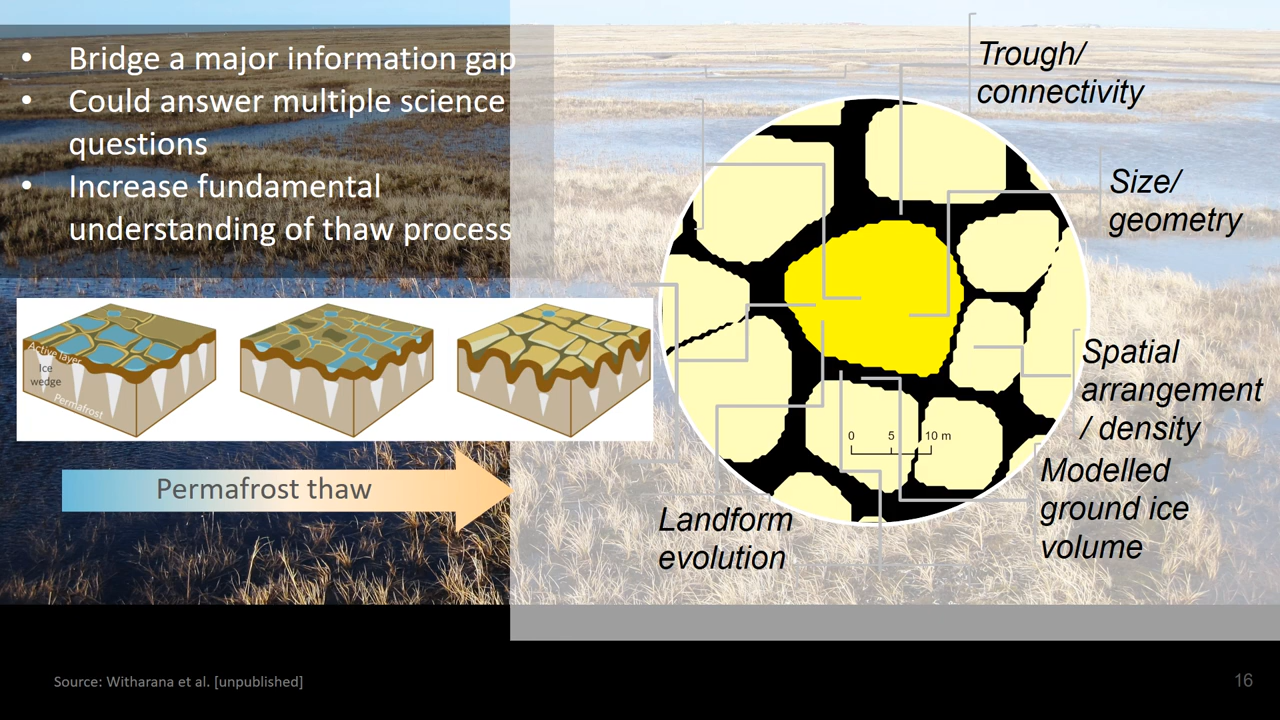 • Bridge a major information gap
• Could answer multiple science
questions
• Increase fundamental
understanding of thaw process
Active layer
Ice
wedge
Permafrost
Permafrost thaw
Trough/
connectivity
Size/
geometry
Spatial
arrangement
/ density
Modelled
ground ice
volume
Landform
evolution
0 5 10 m
Source: Witharana et al. [unpublished]
16